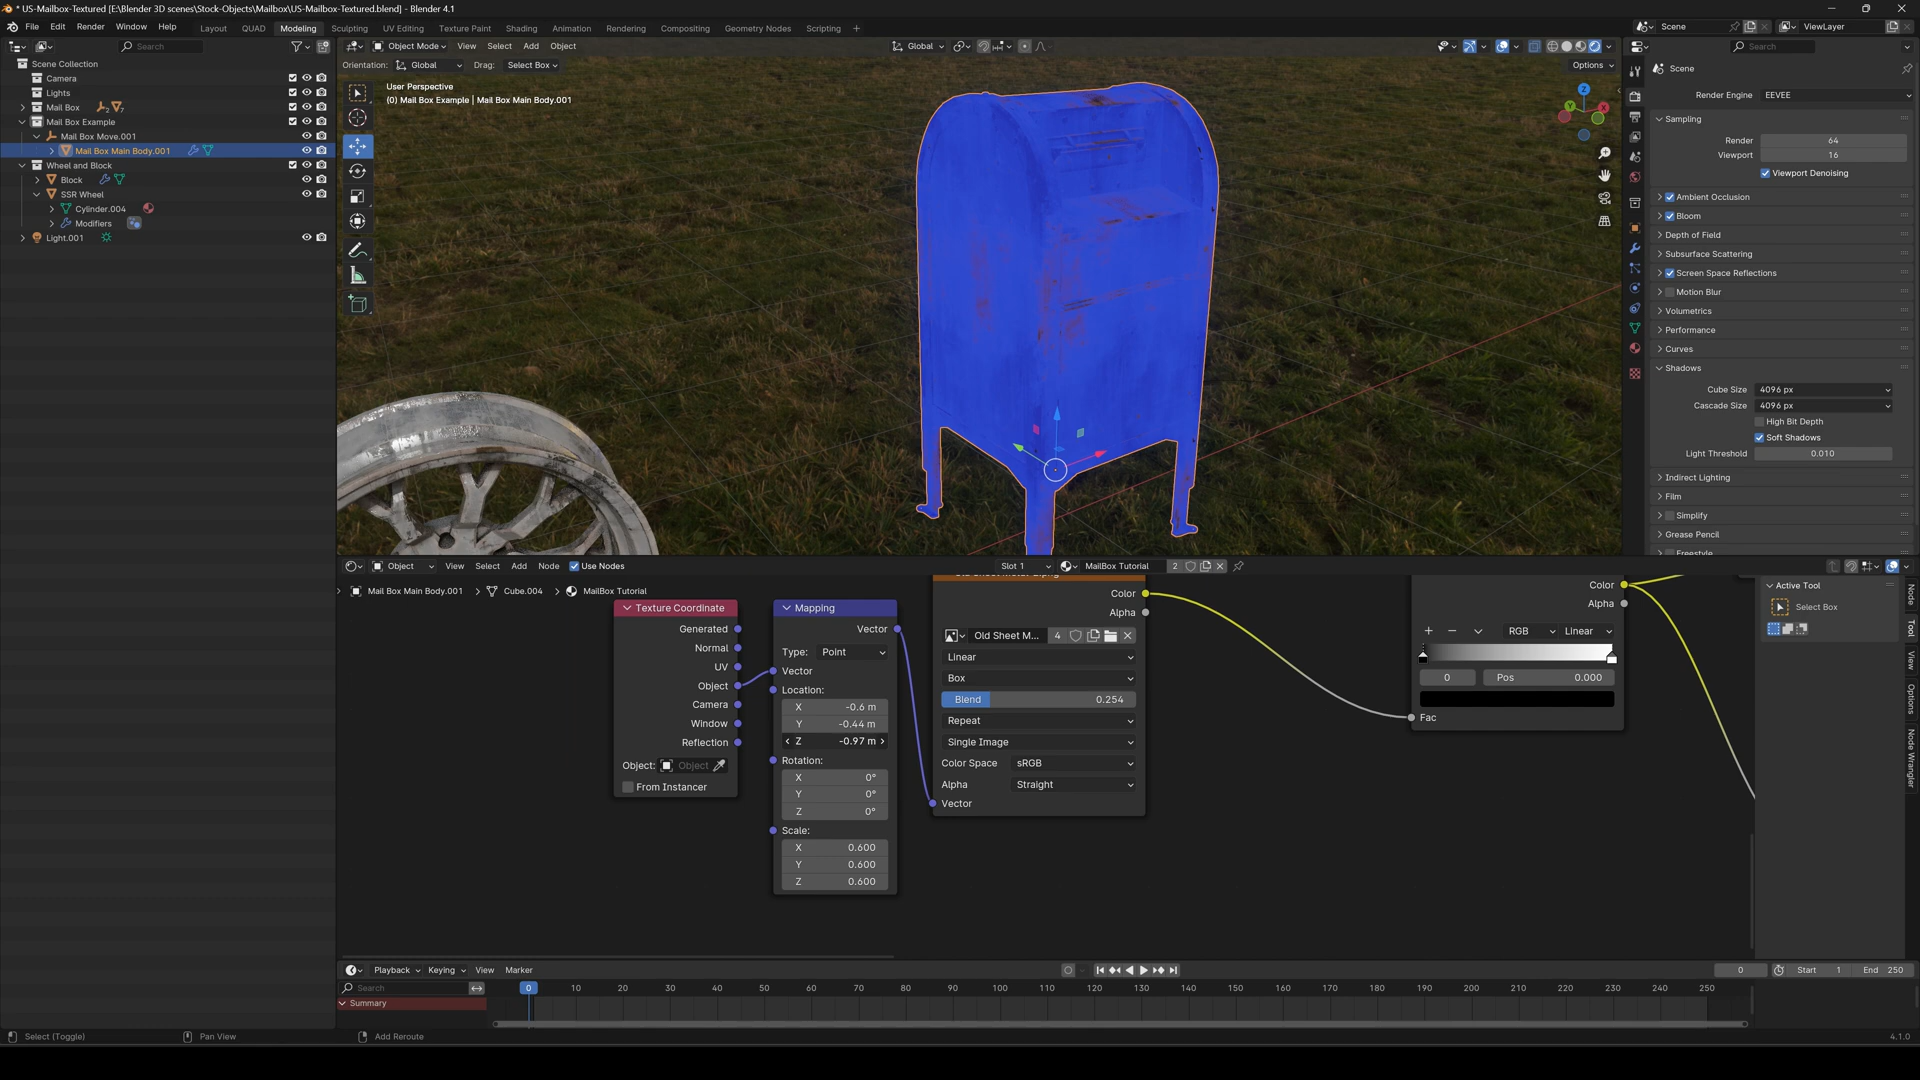 * US-Mailbox-Textured [E:\Blender 3D scenes\Stock-Objects\Mailbox\US-Mailbox-Textured.blend] - Blender 4.1
File Edit Render Window Help
Layout QUAD Modeling Sculpting UV Editing Texture Paint Shading Animation Rendering Compositing Geometry Nodes Scripting +
Scene
ViewLayer
Search
Object Mode View Select Add Object
Global
Search
Orientation: Global Drag: Select Box
Options
Scene Collection
Camera
Lights
Mail Box
Mail Box Example
Mail Box Move.001
Mail Box Main Body.001
Wheel and Block
Block
SSR Wheel
Cylinder.004
Modifiers
Light.001
User Perspective
(0) Mail Box Example | Mail Box Main Body.001
Z
Y
X
Scene
Render Engine EEVEE
Sampling
Render 64
Viewport 16
Viewport Denoising
Ambient Occlusion
Bloom
Depth of Field
Subsurface Scattering
Screen Space Reflections
Motion Blur
Volumetrics
Performance
Curves
Shadows
Cube Size 4096 px
Cascade Size 4096 px
High Bit Depth
Soft Shadows
Light Threshold 0.010
Indirect Lighting
Film
Simplify
Grease Pencil
Freestyle
Object View Select Add Node Use Nodes
Slot 1
MailBox Tutorial 2
Mail Box Main Body.001 > Cube.004 > MailBox Tutorial
Texture Coordinate
Generated
Normal
UV
Object
Camera
Window
Reflection
Object: Object
From Instancer
Mapping
Vector
Type: Point
Vector
Location:
X -0.6 m
Y -0.44 m
Z -0.97 m
Rotation:
X 0°
Y 0°
Z 0°
Scale:
X 0.600
Y 0.600
Z 0.600
Color
Alpha
Old Sheet M... 4
Linear
Box
Blend 0.254
Repeat
Single Image
Color Space sRGB
Alpha Straight
Vector
Color
Alpha
RGB Linear
0 Pos 0.000
Fac
Active Tool
Select Box
Node
Tool
View
Options
Node Wrangler
Playback Keying View Marker
0 Start 1 End 250
Search
0 10 20 30 40 50 60 70 80 90 100 110 120 130 140 150 160 170 180 190 200 210 220 230 240 250
Summary
Select (Toggle) Pan View Add Reroute
4.1.0